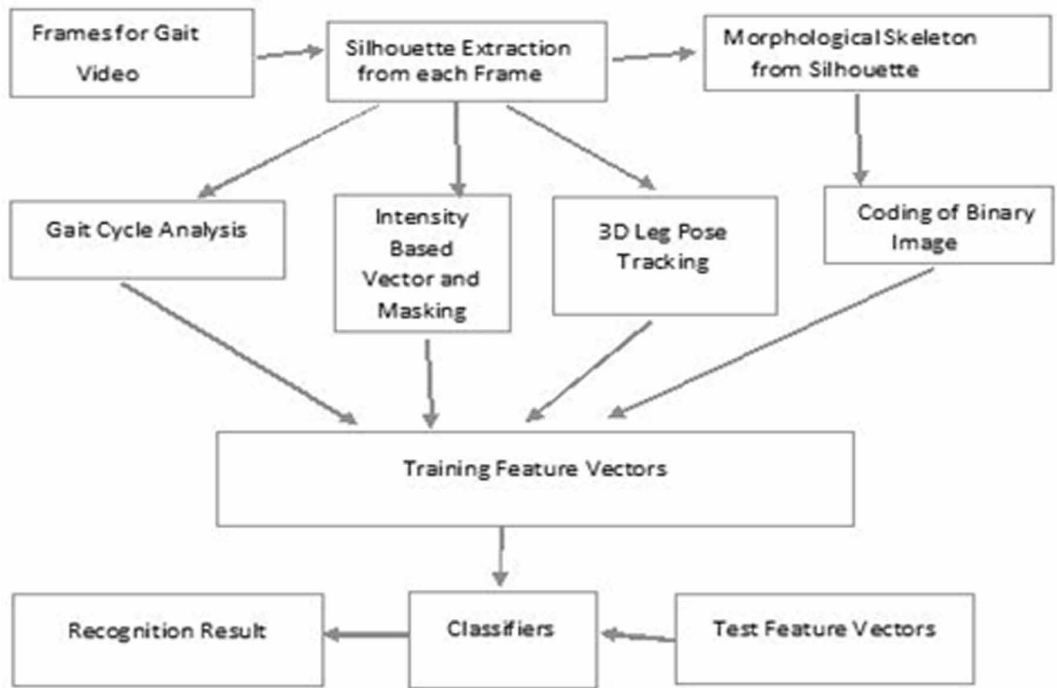 Frames for Gait
Video
Silhouette Extraction
from each Frame
Morphological Skeleton
from Silhouette
Gait Cycle Analysis
Intensity
Based
Vector and
Masking
3D Leg Pose
Tracking
Coding of Binary
Image
Training Feature Vectors
Recognition Result
Classifiers
Test Feature Vectors